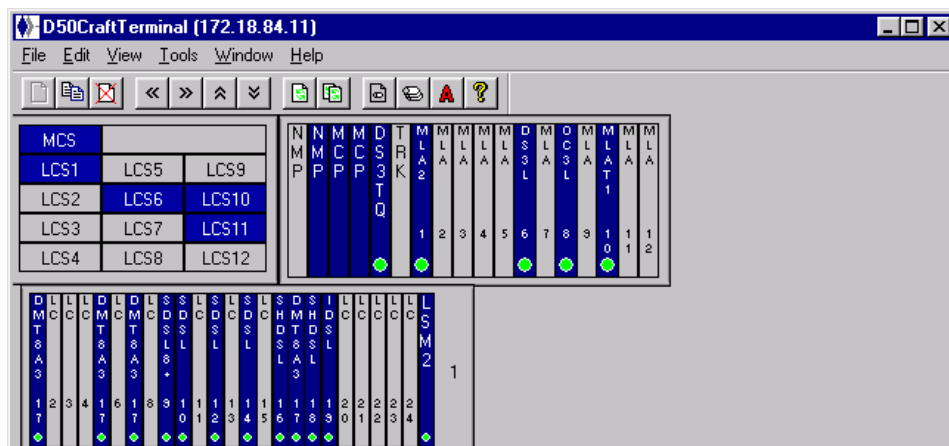 D50CraftTerminal (172.18.84.11)
File Edit View Tools Window Help
MCS
LCS1 LCS5 LCS9
LCS2 LCS6 LCS10
LCS3 LCS7 LCS11
LCS4 LCS8 LCS12
NMP
NMP
MCP
MCP
DS3TQ
TRK
MLA2 1
MLA 2
MLA 3
MLA 4
MLA 5
DS3L 6
MLA 7
OC3L 8
MLA 9
MLAT1 10
MLA 11
MLA 12
DMT8A3 17
LC 2
LC 3
LC 4
DMT8A3 17
LC 6
DMT8A3 17
LC 8
SDSL8+ 9
SDSL 10
LC 11
SDSL 12
LC 13
SDSL 14
LC 15
SHDSL 16
DMT8A3 17
SHDSL 18
IDSL 19
LC 20
LC 21
LC 22
LC 23
LC 24
LSM2
1